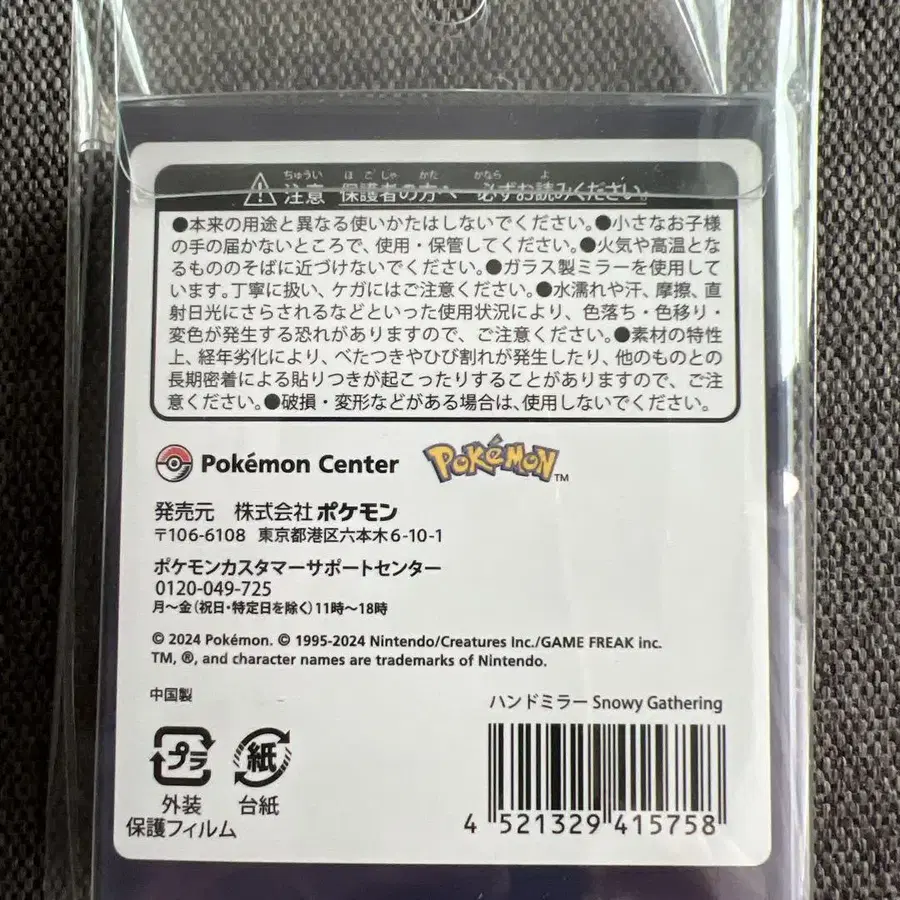 ちゅうい ほごしゃ かた かなら よ
注意 保護者の方へ 必ずお読みください。
●本来の用途と異なる使いかたはしないでください。●小さなお子様
の手の届かないところで、使用・保管してください。●火気や高温とな
るもののそばに近づけないでください。●ガラス製ミラーを使用して
います。丁寧に扱い、ケガにはご注意ください。●水濡れや汗、摩擦、直
射日光にさらされるなどといった使用状況により、色落ち・色移り・
変色が発生する恐れがありますので、ご注意ください。●素材の特性
上、経年劣化により、べたつきやひび割れが発生したり、他のものとの
長期密着による貼りつきが起こったりすることがありますので、ご注
意ください。●破損・変形などがある場合は、使用しないでください。
Pokémon Center POKéMON™
発売元 株式会社ポケモン
〒106-6108 東京都港区六本木6-10-1
ポケモンカスタマーサポートセンター
0120-049-725
月～金(祝日・特定日を除く)11時～18時
© 2024 Pokémon. © 1995-2024 Nintendo/Creatures Inc./GAME FREAK inc.
TM, ®, and character names are trademarks of Nintendo.
中国製
ハンドミラー Snowy Gathering
プラ 紙
外装 台紙
保護フィルム
4 521329 415758